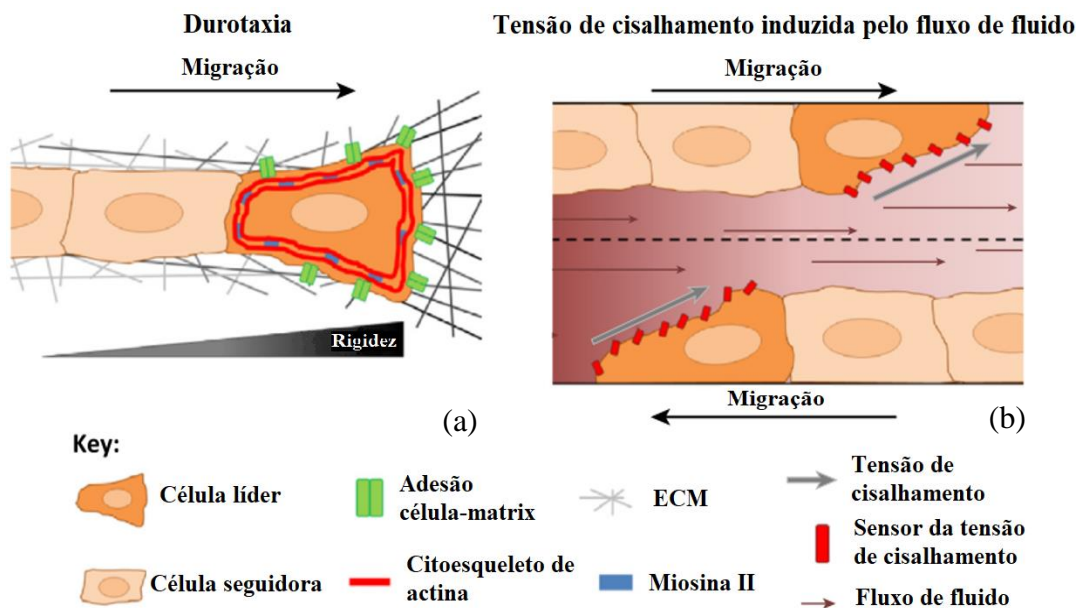 Durotaxia
Tensão de cisalhamento induzida pelo fluxo de fluido
Migração
Migração
Rigidez
Migração
(a)
(b)
Key:
Célula líder
Adesão
célula-matrix
ECM
Tensão de
cisalhamento
Sensor da tensão
de cisalhamento
Célula seguidora
Citoesqueleto de
actina
Miosina II
Fluxo de fluido